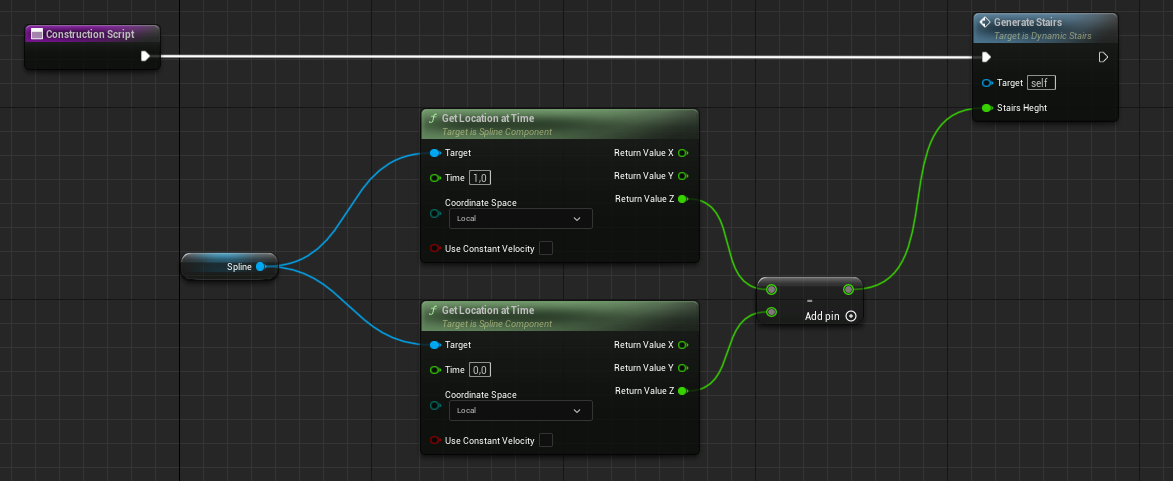 Construction Script
Generate Stairs
Target is Dynamic Stairs
Target self
Stairs Heght
Get Location at Time
Target is Spline Component
Target Return Value X
Time 1,0 Return Value Y
Return Value Z
Coordinate Space
Local
Use Constant Velocity
Spline
-
Add pin
Get Location at Time
Target is Spline Component
Target Return Value X
Time 0,0 Return Value Y
Return Value Z
Coordinate Space
Local
Use Constant Velocity